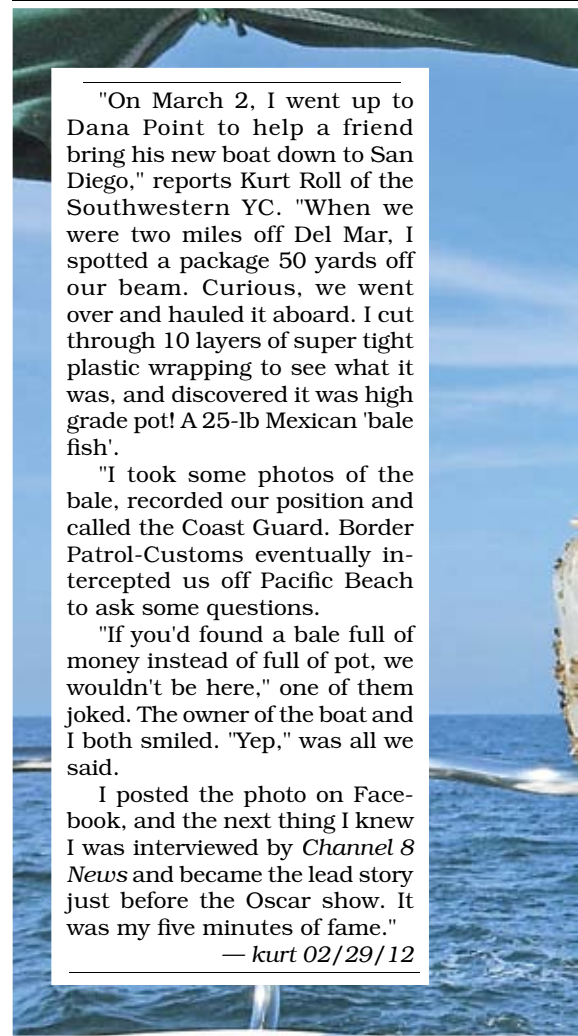 "On March 2, I went up to
Dana Point to help a friend
bring his new boat down to San
Diego," reports Kurt Roll of the
Southwestern YC. "When we
were two miles off Del Mar, I
spotted a package 50 yards off
our beam. Curious, we went
over and hauled it aboard. I cut
through 10 layers of super tight
plastic wrapping to see what it
was, and discovered it was high
grade pot! A 25-lb Mexican 'bale
fish'.
"I took some photos of the
bale, recorded our position and
called the Coast Guard. Border
Patrol-Customs eventually in-
tercepted us off Pacific Beach
to ask some questions.
"If you'd found a bale full of
money instead of full of pot, we
wouldn't be here," one of them
joked. The owner of the boat and
I both smiled. "Yep," was all we
said.
I posted the photo on Face-
book, and the next thing I knew
I was interviewed by Channel 8
News and became the lead story
just before the Oscar show. It
was my five minutes of fame."
— kurt 02/29/12